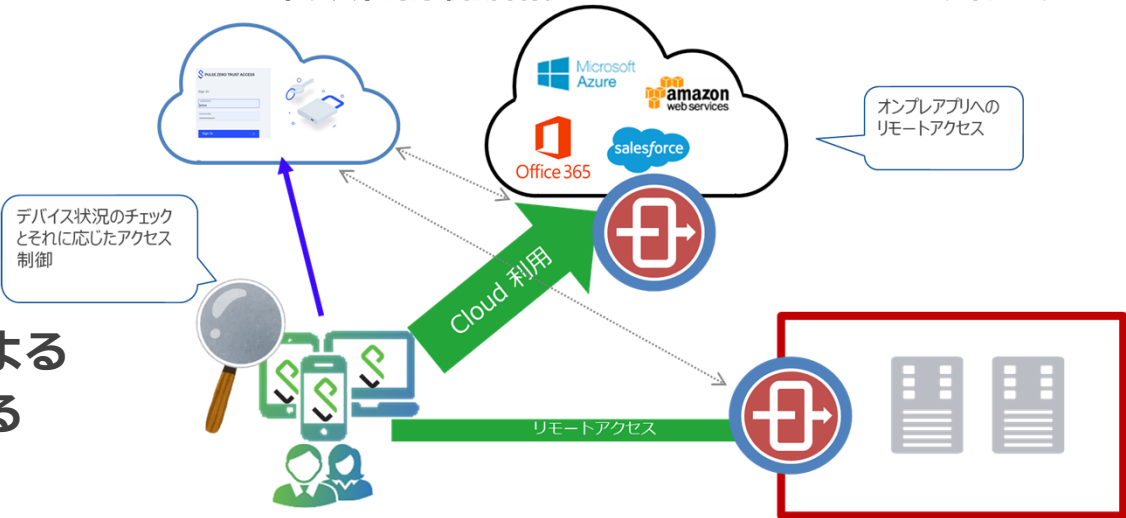 PULSE ZERO TRUST ACCESS
Sign In
Sign In
Microsoft
Azure
amazon
web services
Office 365
salesforce
オンプレアプリへの
リモートアクセス
デバイス状況のチェック
とそれに応じたアクセス
制御
Cloud 利用
よる
る
リモートアクセス